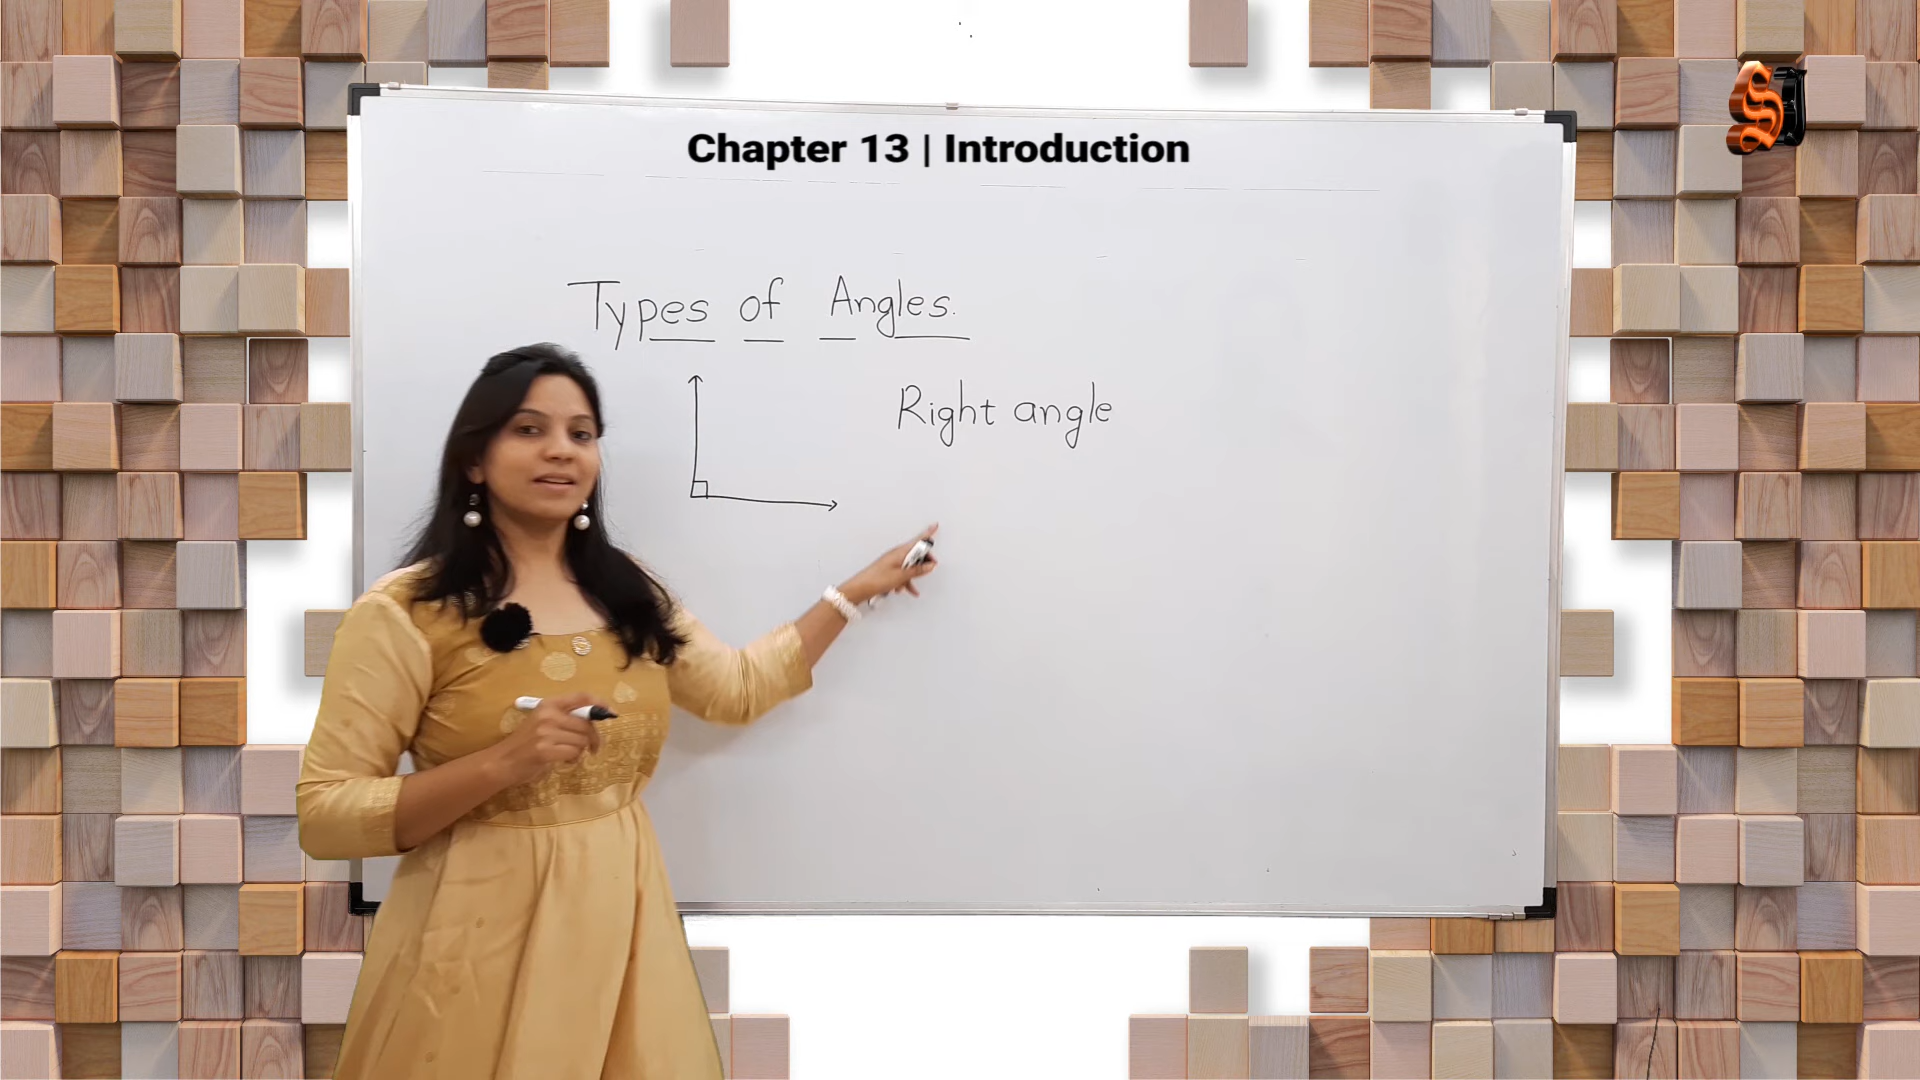 Chapter 13 | Introduction
Types of Angles.
Right angle